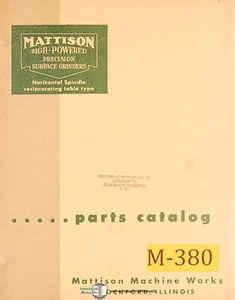 MATTISON
HIGH-POWERED
PRECISION
SURFACE GRINDERS
Horizontal Spindle
reciprocating table type
..... parts catalog
M-380
Mattison Machine Works
ROCKFORD, ILLINOIS